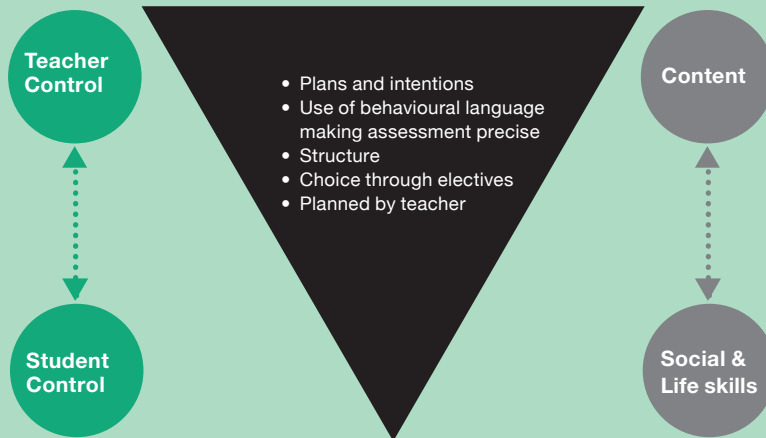 Teacher
Control
• Plans and intentions
• Use of behavioural language
making assessment precise
• Structure
• Choice through electives
• Planned by teacher
Content
Student
Control
Social &
Life skills